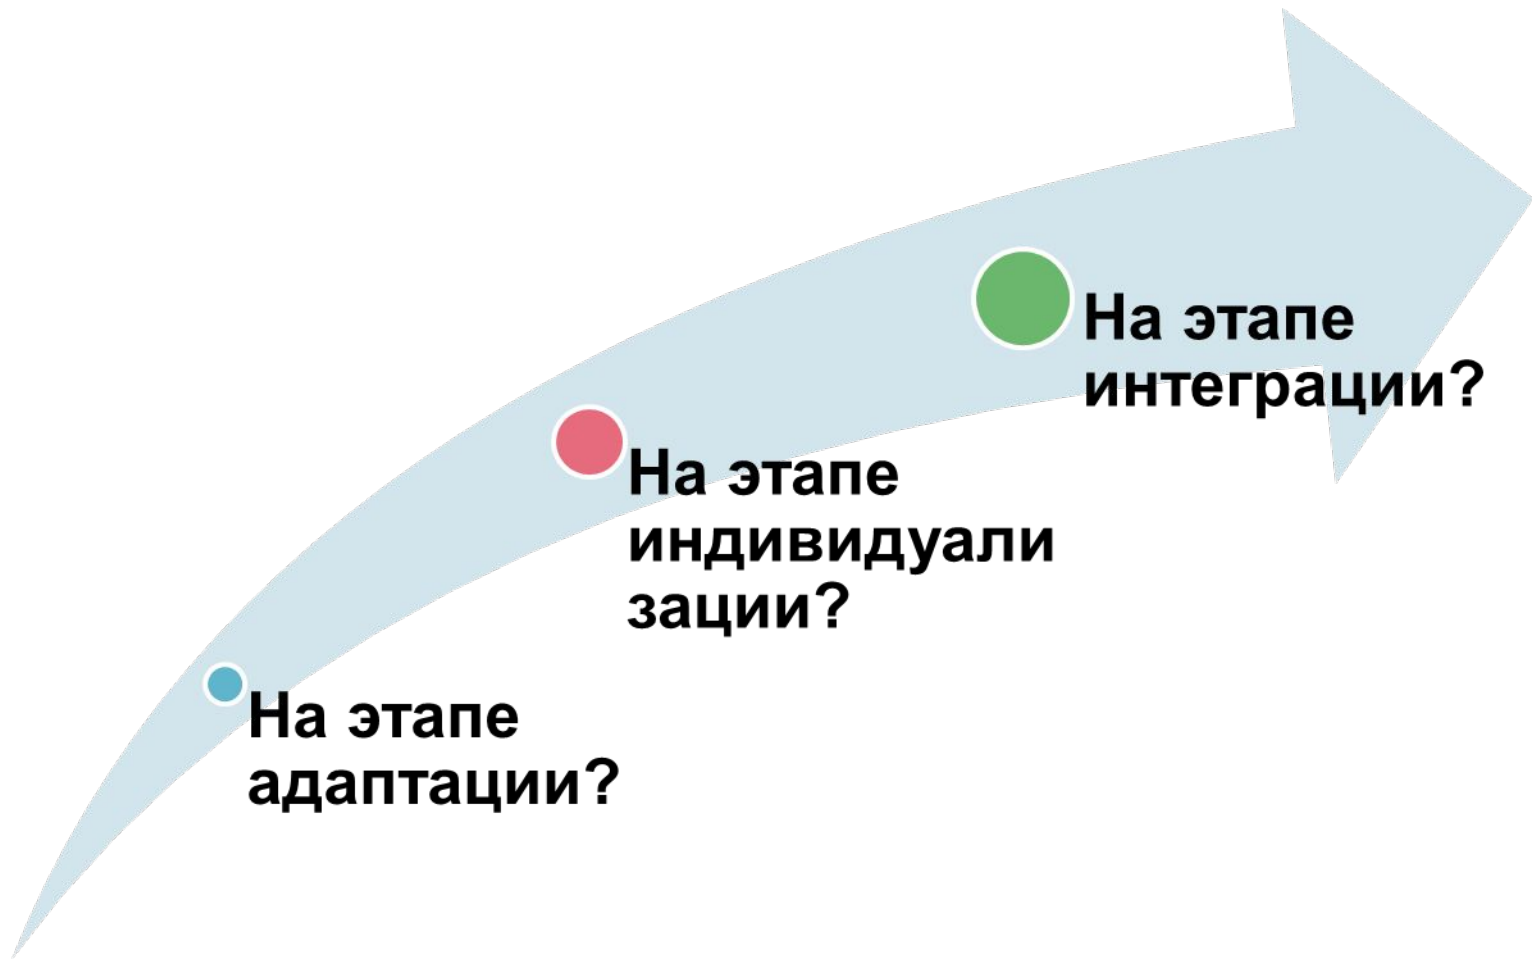 На этапе
интеграции?
На этапе
индивидуали
зации?
На этапе
адаптации?